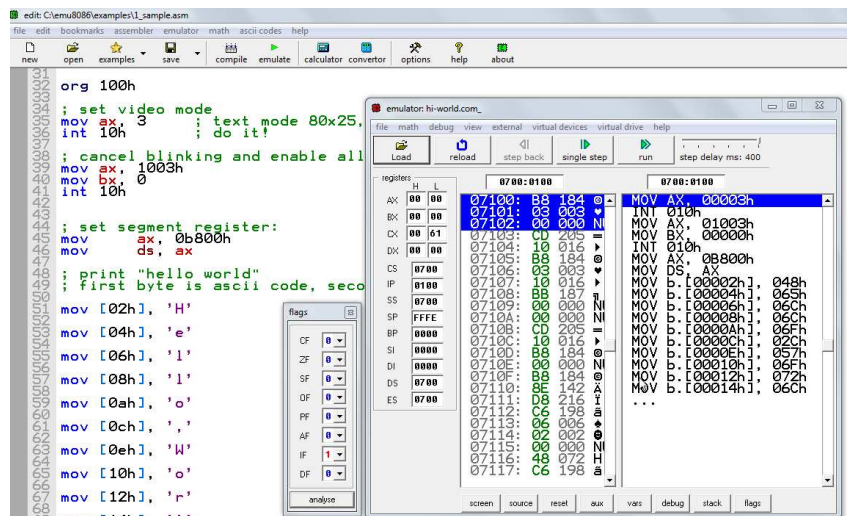 edit: C:\emu8086\examples\1_sample.asm
file edit bookmarks assembler emulator math ascii codes help
new open examples save compile emulate calculator convertor options help about
31
32 org 100h
33
34 ; set video mode
35 mov ax, 3 ; text mode 80x25,
36 int 10h ; do it!
37
38 ; cancel blinking and enable all
39 mov ax, 1003h
40 mov bx, 0
41 int 10h
42
43
44 ; set segment register:
45 mov ax, 0b800h
46 mov ds, ax
47
48 ; print "hello world"
49 ; first byte is ascii code, seco
50
51 mov [02h], 'H'
52
53 mov [04h], 'e'
54
55 mov [06h], 'l'
56
57 mov [08h], 'l'
58
59 mov [0ah], 'o'
60
61 mov [0ch], ','
62
63 mov [0eh], 'W'
64
65 mov [10h], 'o'
66
67 mov [12h], 'r'
68
flags
CF 0
ZF 0
SF 0
OF 0
PF 0
AF 0
IF 1
DF 0
analyse
emulator: hi-world.com_
file math debug view external virtual devices virtual drive help
Load reload step back single step run step delay ms: 400
registers
H L
AX 00 00
BX 00 00
CX 00 61
DX 00 00
CS 0700
IP 0100
SS 0700
SP FFFE
BP 0000
SI 0000
DI 0000
DS 0700
ES 0700
0700:0100
07100: B8 184
07101: 03 003 ♥
07102: 00 000 NU
07103: CD 205 =
07104: 10 016 ►
07105: B8 184
07106: 03 003 ♥
07107: 10 016 ►
07108: BB 187 ╗
07109: 00 000 NU
0710A: 00 000 NU
0710B: CD 205 =
0710C: 10 016 ►
0710D: B8 184
0710E: 00 000 NU
0710F: B8 184
07110: 8E 142 Ä
07111: D8 216 Ï
07112: C6 198 ã
07113: 06 006 ♠
07114: 02 002 ☻
07115: 00 000 NU
07116: 48 072 H
07117: C6 198 ã
0700:0100
MOV AX, 00003h
INT 010h
MOV AX, 01003h
MOV BX, 00000h
INT 010h
MOV AX, 0B800h
MOV DS, AX
MOV b.[00002h], 048h
MOV b.[00004h], 065h
MOV b.[00006h], 06Ch
MOV b.[00008h], 06Ch
MOV b.[0000Ah], 06Fh
MOV b.[0000Ch], 02Ch
MOV b.[0000Eh], 057h
MOV b.[00010h], 06Fh
MOV b.[00012h], 072h
MOV b.[00014h], 06Ch
...
screen source reset aux vars debug stack flags